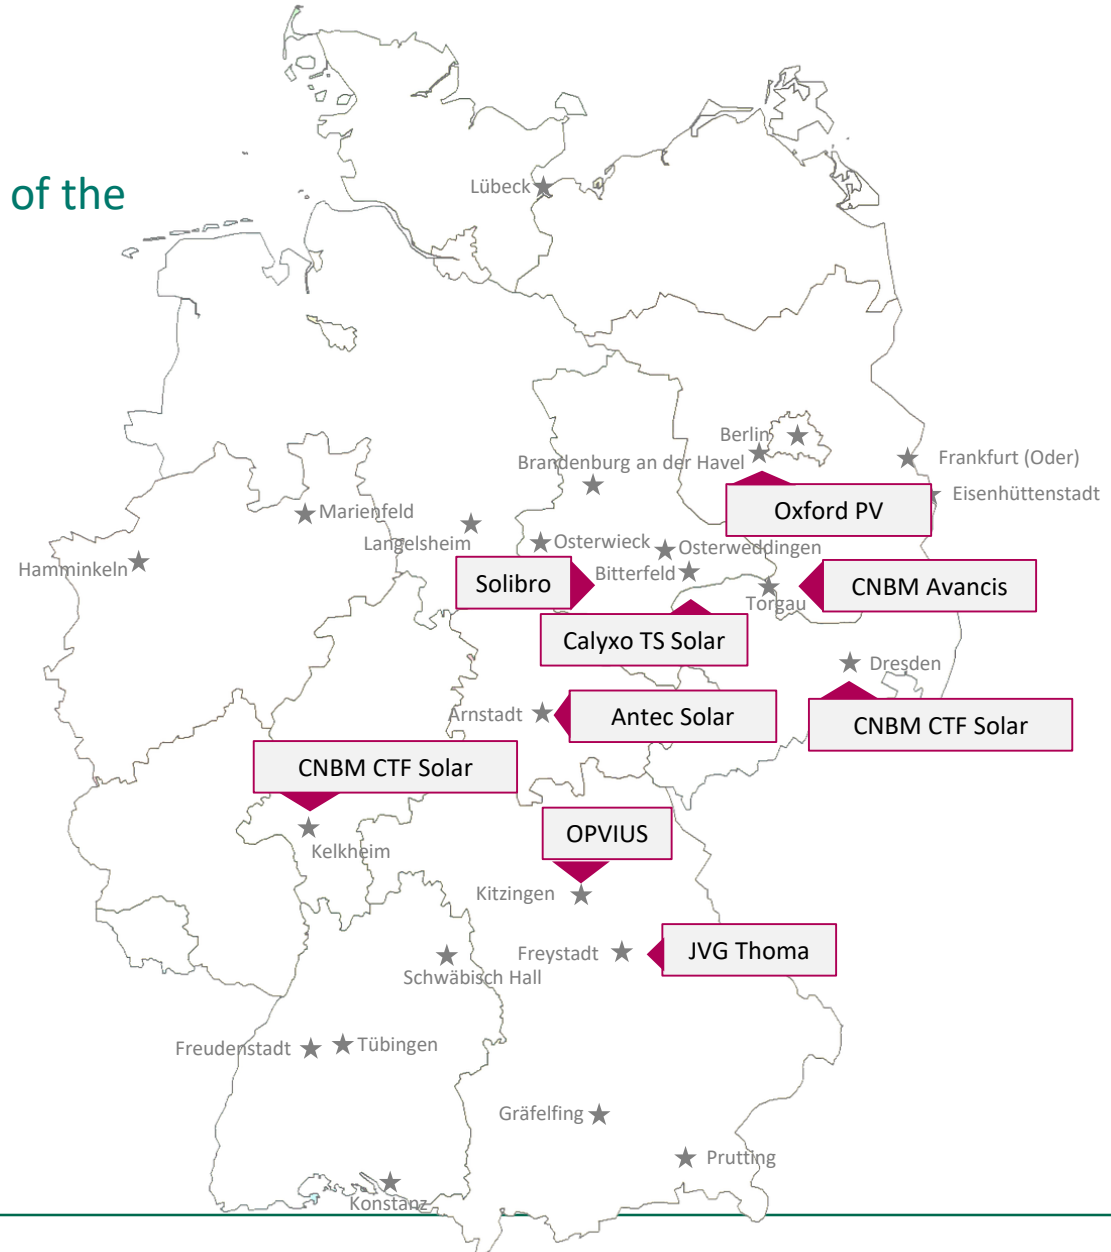 of the
Lübeck
Berlin
Brandenburg an der Havel
Frankfurt (Oder)
Eisenhüttenstadt
Oxford PV
Marienfeld
Langelsheim
Osterwieck
Osterweddingen
Hamminkeln
Bitterfeld
Solibro
CNBM Avancis
Torgau
Calyxo TS Solar
Dresden
Arnstadt
Antec Solar
CNBM CTF Solar
CNBM CTF Solar
OPVIUS
Kelkheim
Kitzingen
Freystadt
JVG Thoma
Schwäbisch Hall
Freudenstadt
Tübingen
Gräfelfing
Prutting
Konstanz